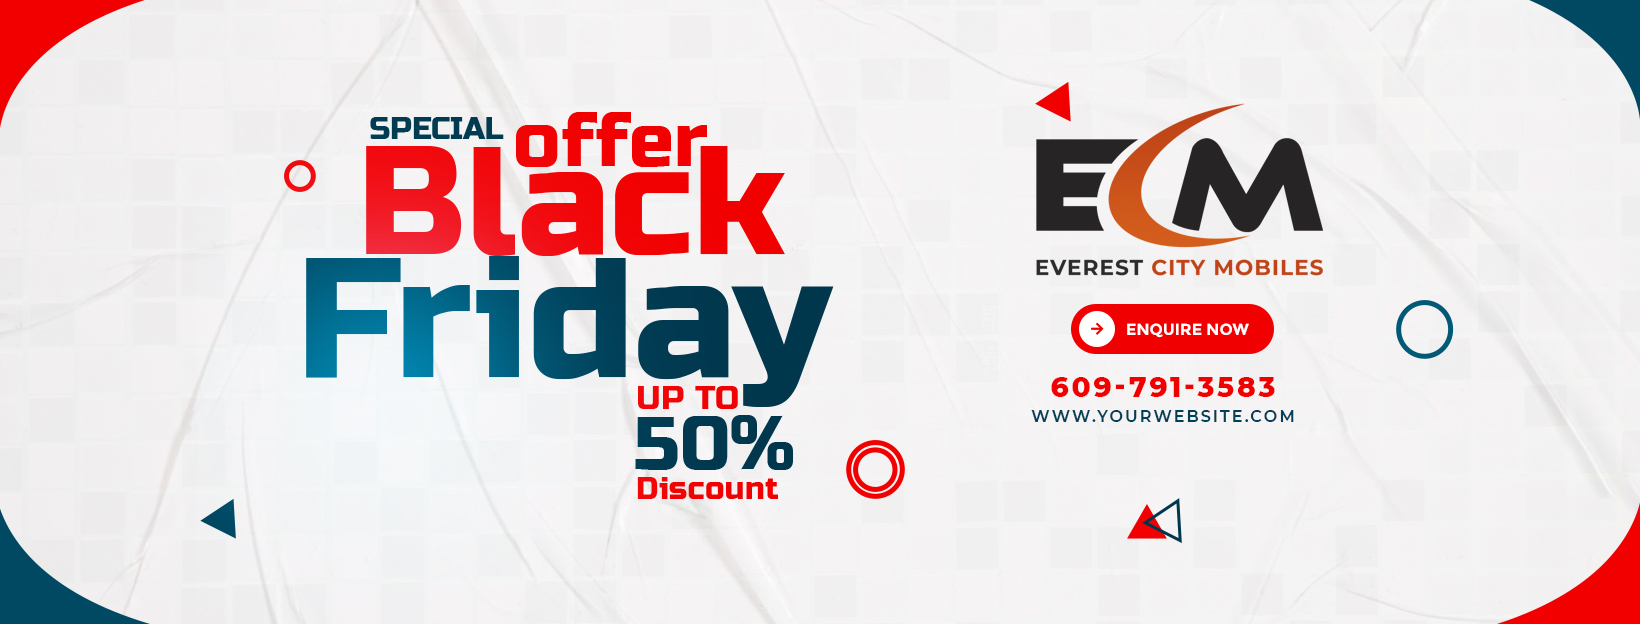 SPECIAL offer
Black
Friday
UP TO
50%
Discount
ECM
EVEREST CITY MOBILES
ENQUIRE NOW
609-791-3583
WWW.YOURWEBSITE.COM